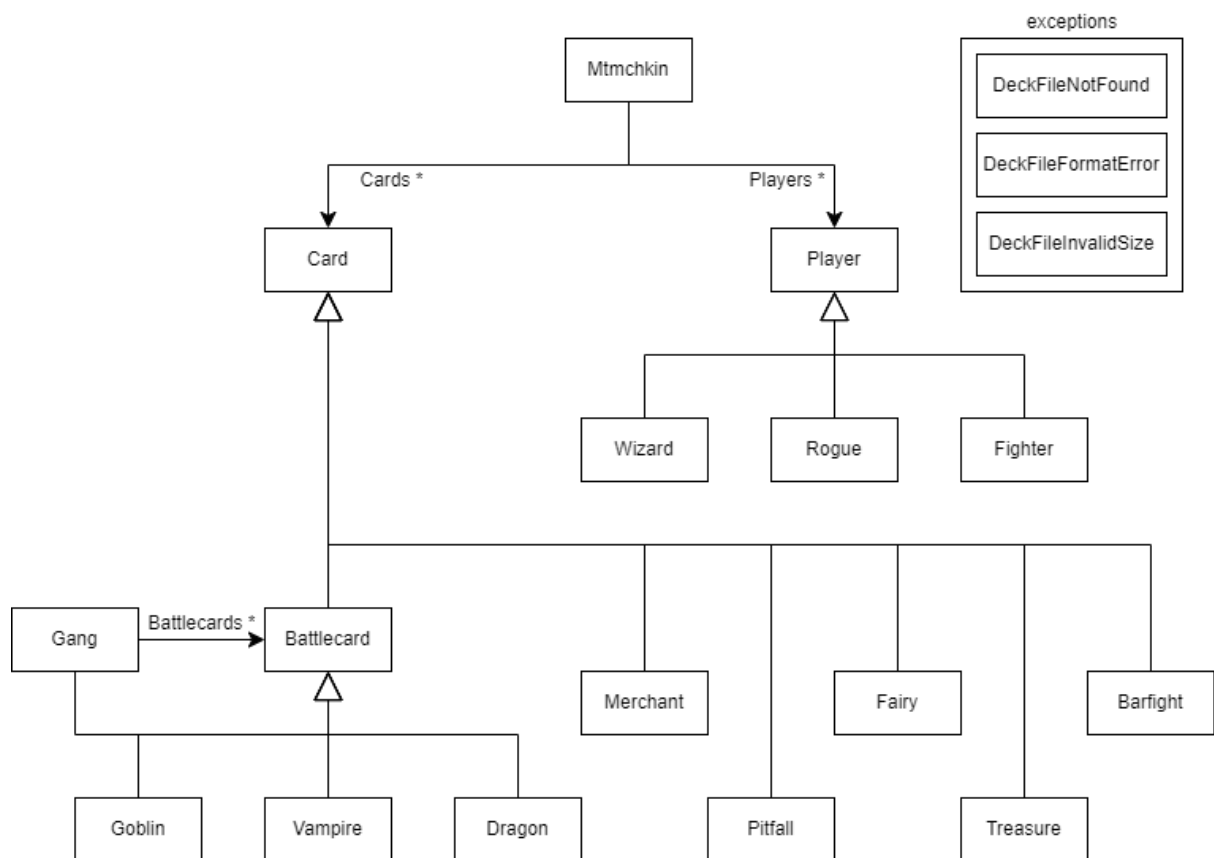 exceptions
Mtmchkin
DeckFileNotFound
DeckFileFormatError
Cards *
Players *
DeckFileInvalidSize
Card
Player
Wizard
Rogue
Fighter
Battlecards *
Gang
Battlecard
Merchant
Fairy
Barfight
Goblin
Vampire
Dragon
Pitfall
Treasure